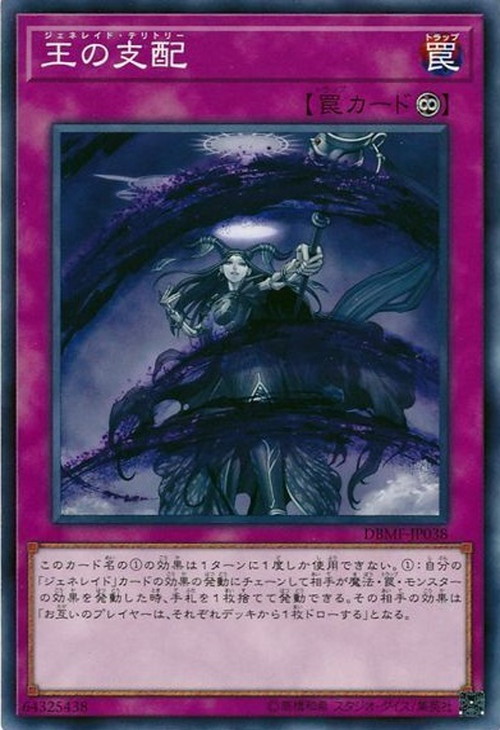 ジェネレイド・テリトリー
王の支配
トラップ
罠
【罠カード】
DBMF-JP038
このカード名の①の効果は１ターンに１度しか使用できない。①：自分の
「ジェネレイド」カードの効果の発動にチェーンして相手が魔法・罠・モンスター
の効果を発動した時、手札を１枚捨てて発動できる。その相手の効果は
「お互いのプレイヤーは、それぞれデッキから１枚ドローする」となる。
64325438
©高橋和希 スタジオ・ダイス/集英社